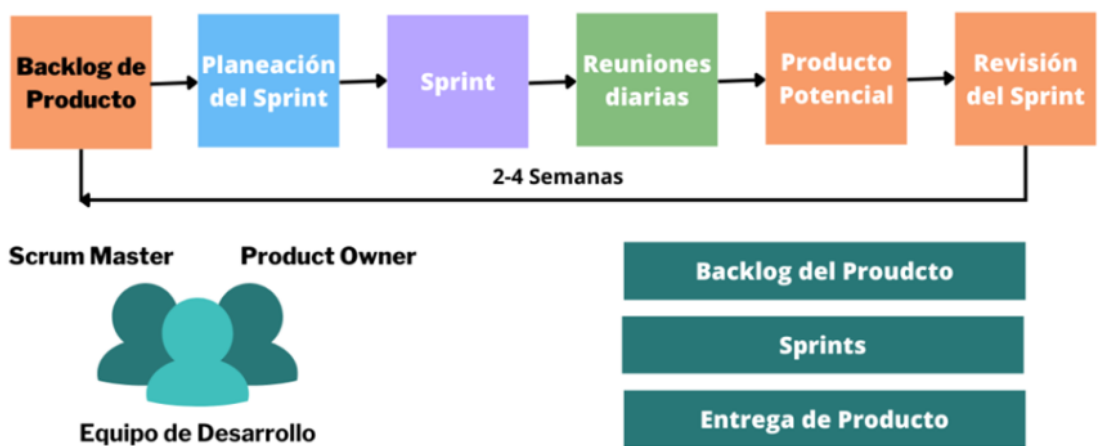 Backlog de
Producto
Planeación
del Sprint
Sprint
Reuniones
diarias
Producto
Potencial
Revisión
del Sprint
2-4 Semanas
Scrum Master
Product Owner
Equipo de Desarrollo
Backlog del Proudcto
Sprints
Entrega de Producto